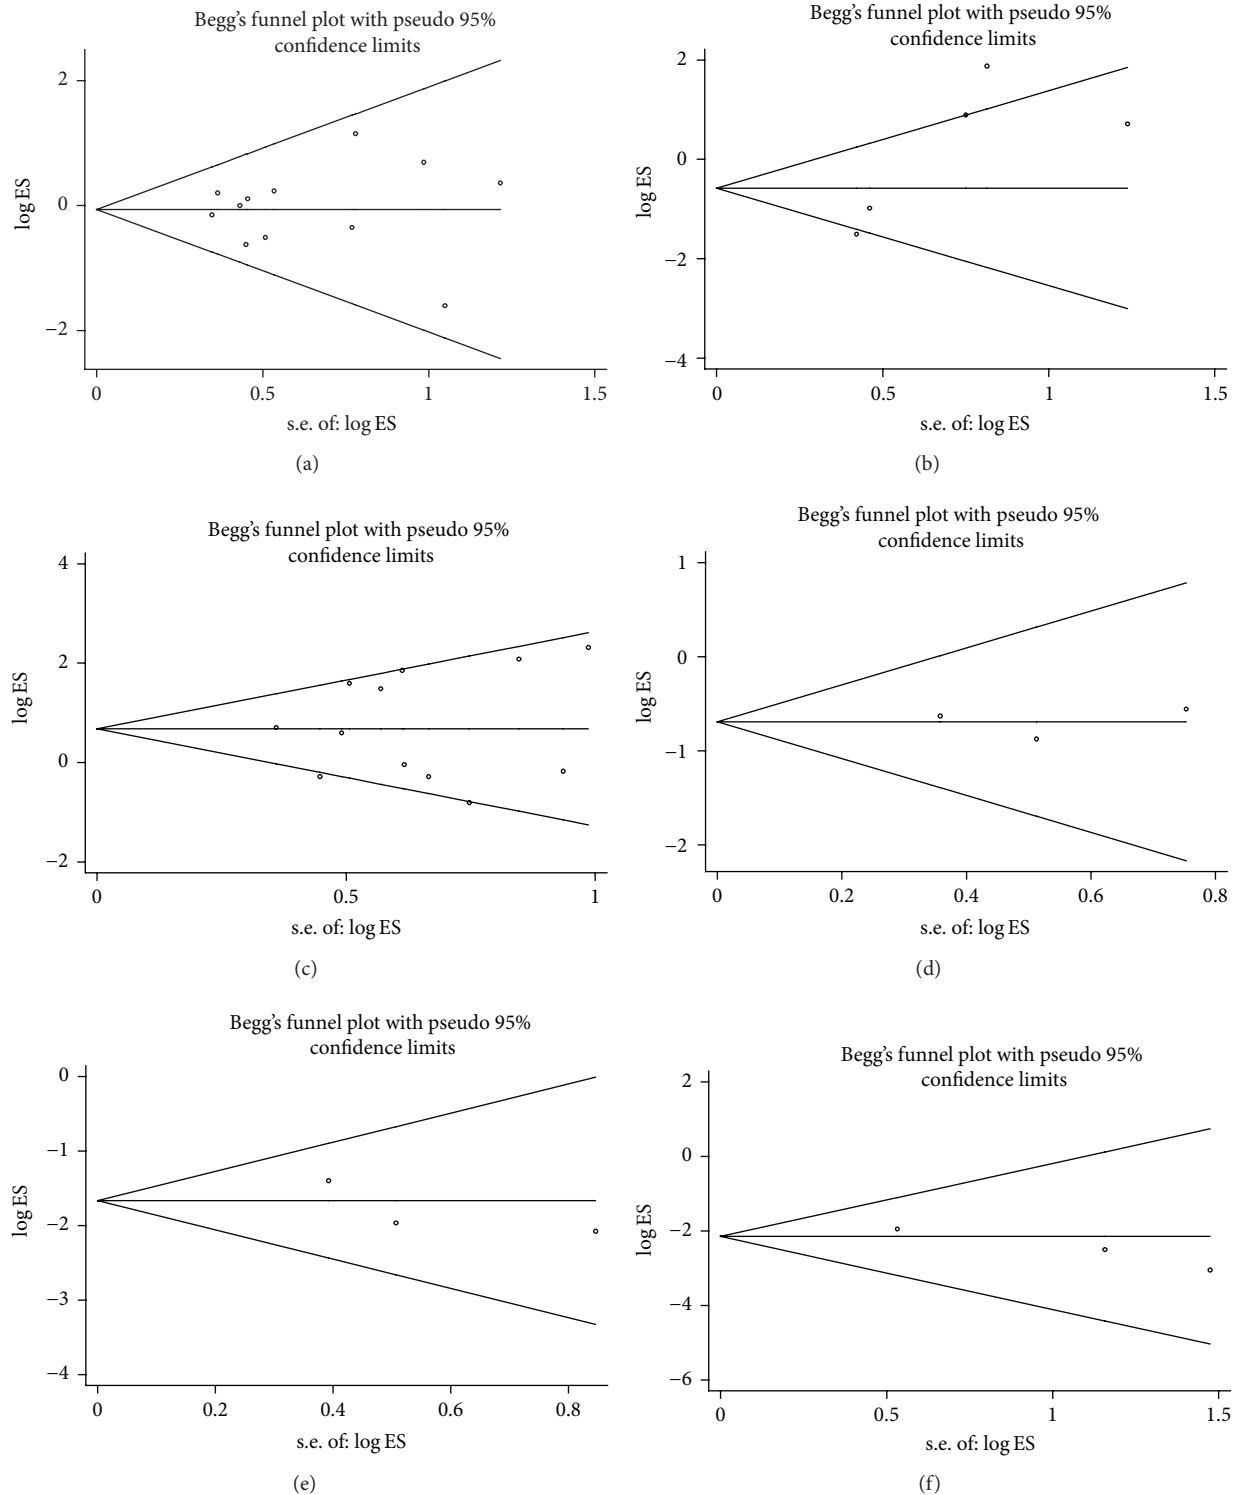 Begg's funnel plot with pseudo 95%
confidence limits
2
0
−2
log ES
0 0.5 1 1.5
s.e. of: log ES
(a)
Begg's funnel plot with pseudo 95%
confidence limits
2
0
−2
−4
log ES
0 0.5 1 1.5
s.e. of: log ES
(b)
Begg's funnel plot with pseudo 95%
confidence limits
4
2
0
−2
log ES
0 0.5 1
s.e. of: log ES
(c)
Begg's funnel plot with pseudo 95%
confidence limits
1
0
−1
−2
log ES
0 0.2 0.4 0.6 0.8
s.e. of: log ES
(d)
Begg's funnel plot with pseudo 95%
confidence limits
0
−1
−2
−3
−4
log ES
0 0.2 0.4 0.6 0.8
s.e. of: log ES
(e)
Begg's funnel plot with pseudo 95%
confidence limits
2
0
−2
−4
−6
log ES
0 0.5 1 1.5
s.e. of: log ES
(f)